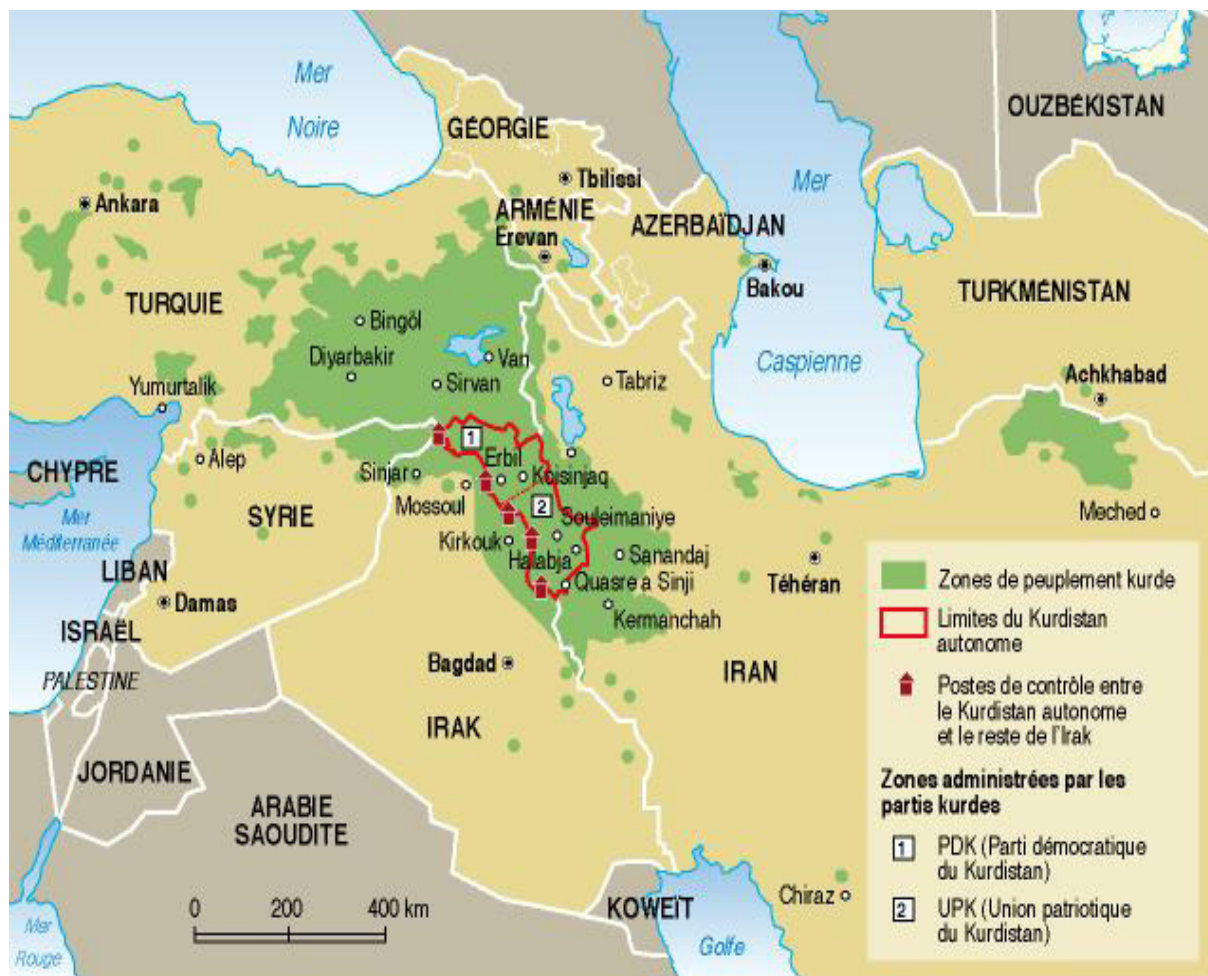 Mer
Noire
GÉORGIE
Tbilissi
OUZBÉKISTAN
Mer
Caspienne
Ankara
ARMÉNIE
Erevan
AZERBAÏDJAN
Bakou
TURKMÉNISTAN
TURQUIE
Bingöl
Diyarbakir
Van
Sirvan
Tabriz
Achkhabad
Yumurtalik
CHYPRE
Mer
Méditerranée
Alep
Sinjar
1
Erbil
Koisinjaq
Mossoul
2
Souleimaniye
Kirkouk
Halabja
Sanandaj
Quasre a Sinji
Kermanchah
Meched
SYRIE
LIBAN
Damas
ISRAËL
PALESTINE
Téhéran
Bagdad
IRAN
IRAK
JORDANIE
ARABIE
SAOUDITE
KOWEÏT
Chiraz
Golfe
Mer
Rouge
0 200 400 km
Zones de peuplement kurde
Limites du Kurdistan
autonome
Postes de contrôle entre
le Kurdistan autonome
et le reste de l'Irak
Zones administrées par les
partis kurdes
1 PDK (Parti démocratique
du Kurdistan)
2 UPK (Union patriotique
du Kurdistan)